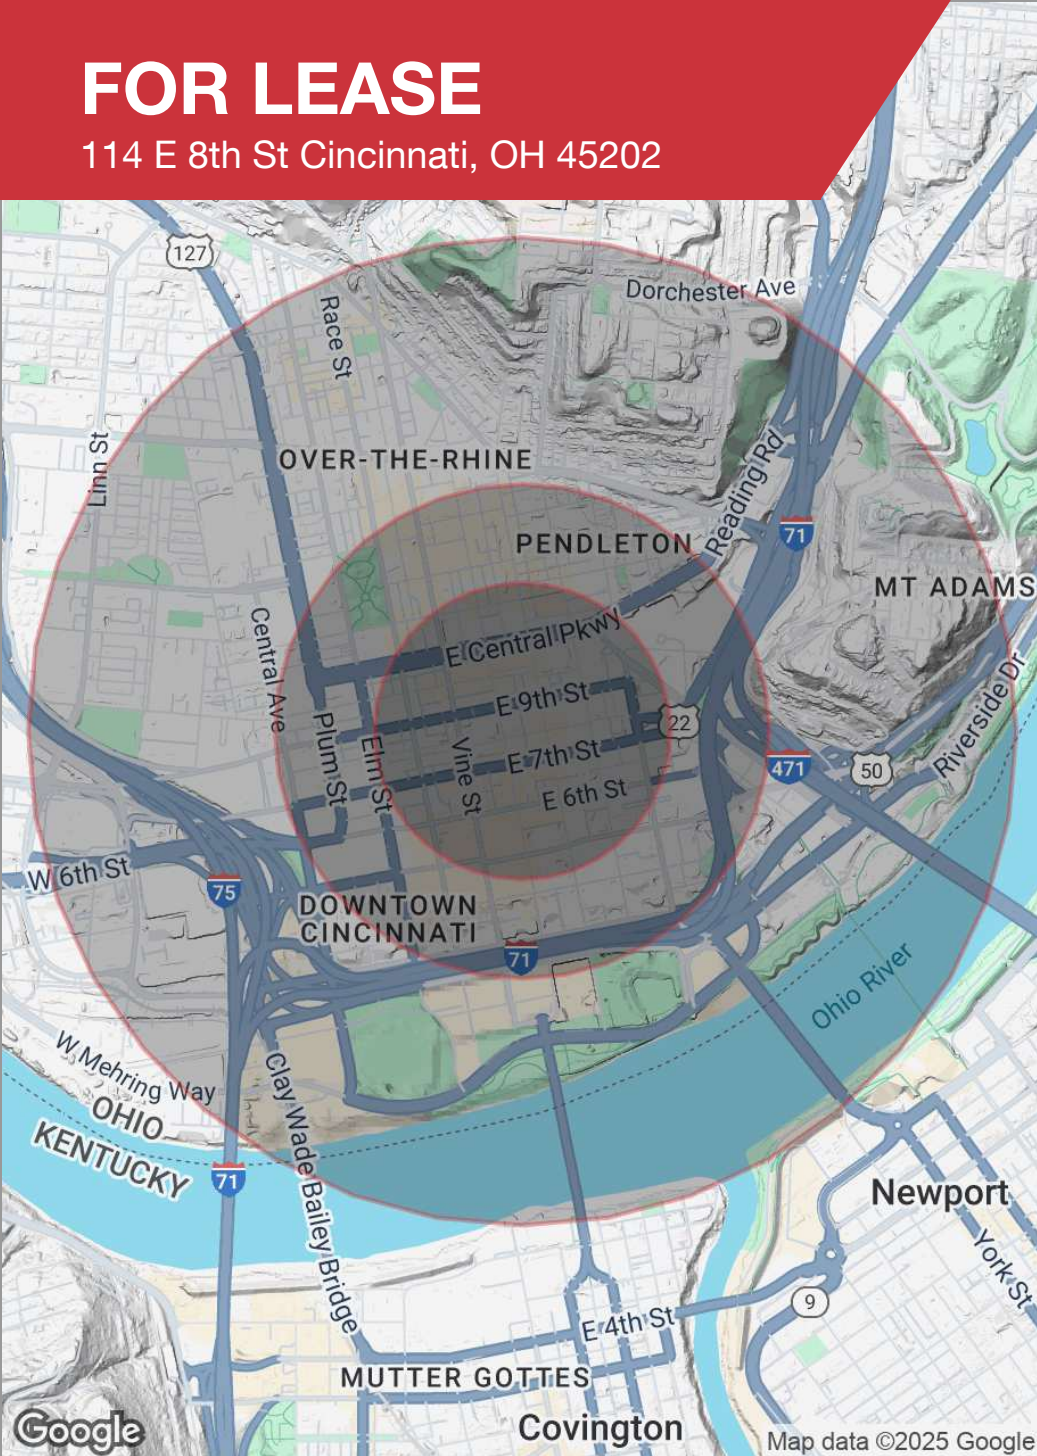 FOR LEASE
114 E 8th St Cincinnati, OH 45202
127
Race St
Dorchester Ave
Linn St
OVER-THE-RHINE
Reading Rd
PENDLETON
71
MT ADAMS
Central Ave
E Central Pkwy
E 9th St
22
Plum St
Elm St
Vine St
E 7th St
471
50
Riverside Dr
E 6th St
W 6th St
75
DOWNTOWN
CINCINNATI
71
Ohio River
W Mehring Way
OHIO
KENTUCKY
Clay Wade Bailey Bridge
71
Newport
York St
9
E 4th St
MUTTER GOTTES
Covington
Google
Map data ©2025 Google